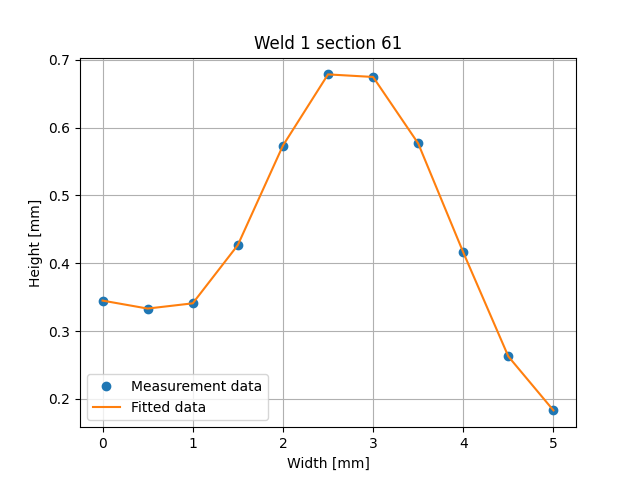 Weld 1 section 61
0.7
0.6
0.5
0.4
0.3
0.2
Height [mm]
Measurement data
Fitted data
0 1 2 3 4 5
Width [mm]